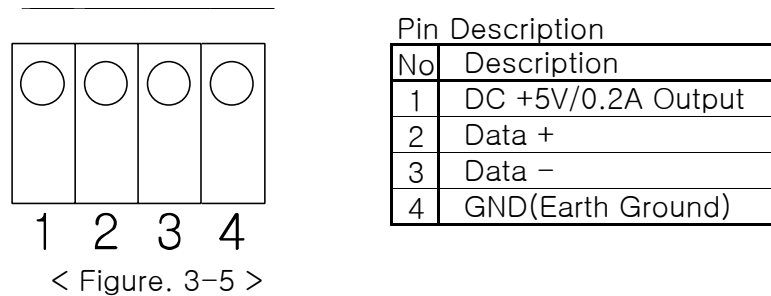 Pin Description
No Description
1 DC +5V/0.2A Output
2 Data +
3 Data −
4 GND(Earth Ground)
1 2 3 4
< Figure. 3−5 >